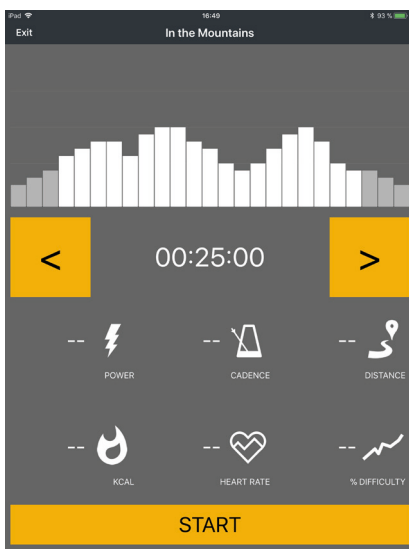 iPad 16:49 93 %
Exit In the Mountains
< 00:25:00 >
-- -- --
POWER CADENCE DISTANCE
-- -- --
KCAL HEART RATE % DIFFICULTY
START